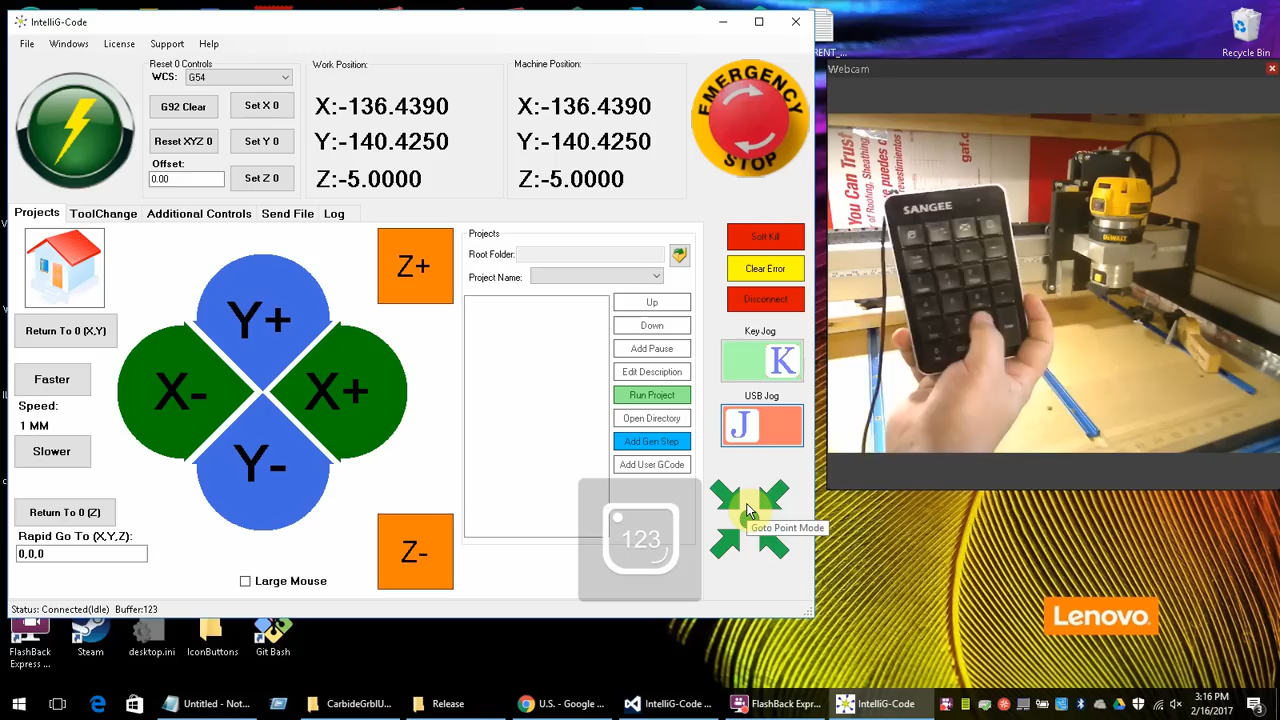 IntelliG-Code
File Windows License Support Help
Reset 0 Controls
WCS: G54
G92 Clear
Set X 0
Reset XYZ 0
Set Y 0
Offset:
0.00
Set Z 0
Work Position:
X:-136.4390
Y:-140.4250
Z:-5.0000
Machine Position:
X:-136.4390
Y:-140.4250
Z:-5.0000
EMERGENCY
STOP
Projects ToolChange Additional Controls Send File Log
Return To 0 (X,Y)
Faster
Speed:
1 MM
Slower
Return To 0 (Z)
Rapid Go To (X,Y,Z):
0,0,0
Y+
X-
X+
Y-
Z+
Z-
Large Mouse
Projects
Root Folder:
Project Name:
Up
Down
Add Pause
Edit Description
Run Project
Open Directory
Add Gen Step
Add User GCode
123
Soft Kill
Clear Error
Disconnect
Key Jog
K
USB Jog
J
Goto Point Mode
Status: Connected(Idle) Buffer:123
Webcam
You Can Trust
Roofing, Sheathing
gaf.co
SANGEE
DEWALT
Recycle Bin
Lenovo
FlashBack
Express ...
Steam
desktop.ini
IconButtons
Git Bash
Untitled - Not...
CarbideGrblU...
Release
U.S. - Google ...
IntelliG-Code ...
FlashBack Expr...
IntelliG-Code
3:16 PM
2/16/2017
3